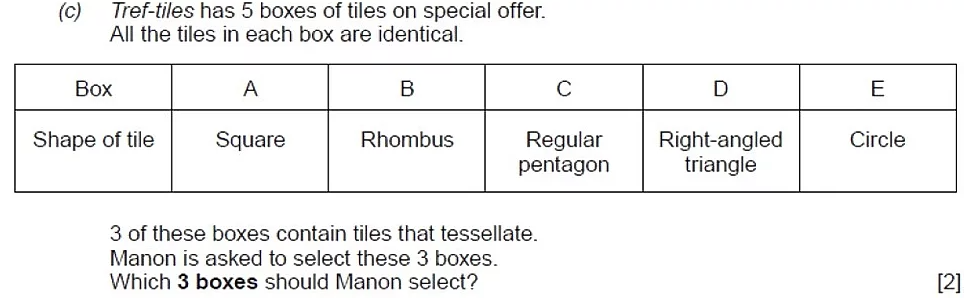 (c) Tref-tiles has 5 boxes of tiles on special offer.
All the tiles in each box are identical.
Box A B C D E
Shape of tile Square Rhombus Regular pentagon Right-angled triangle Circle
3 of these boxes contain tiles that tessellate.
Manon is asked to select these 3 boxes.
Which 3 boxes should Manon select? [2]